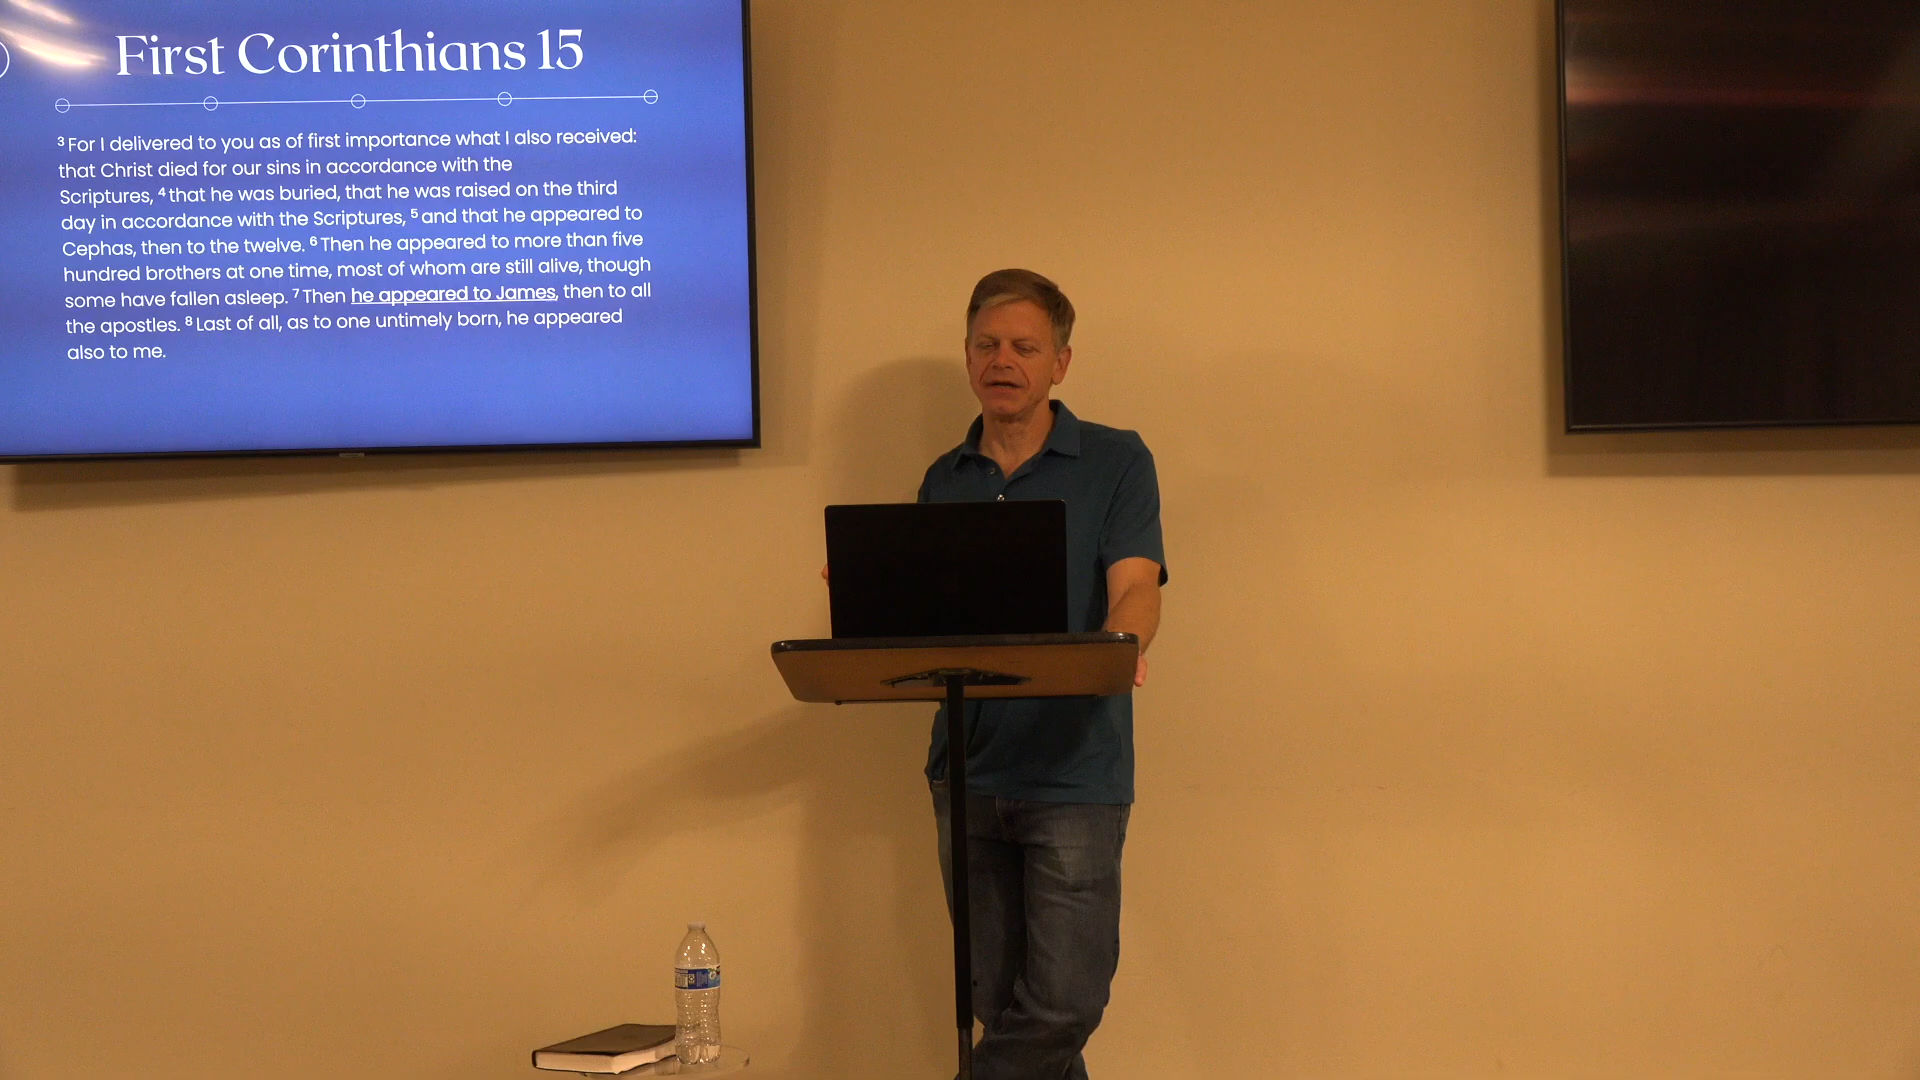 First Corinthians 15
³ For I delivered to you as of first importance what I also received:
that Christ died for our sins in accordance with the
Scriptures, ⁴ that he was buried, that he was raised on the third
day in accordance with the Scriptures, ⁵ and that he appeared to
Cephas, then to the twelve. ⁶ Then he appeared to more than five
hundred brothers at one time, most of whom are still alive, though
some have fallen asleep. ⁷ Then he appeared to James, then to all
the apostles. ⁸ Last of all, as to one untimely born, he appeared
also to me.